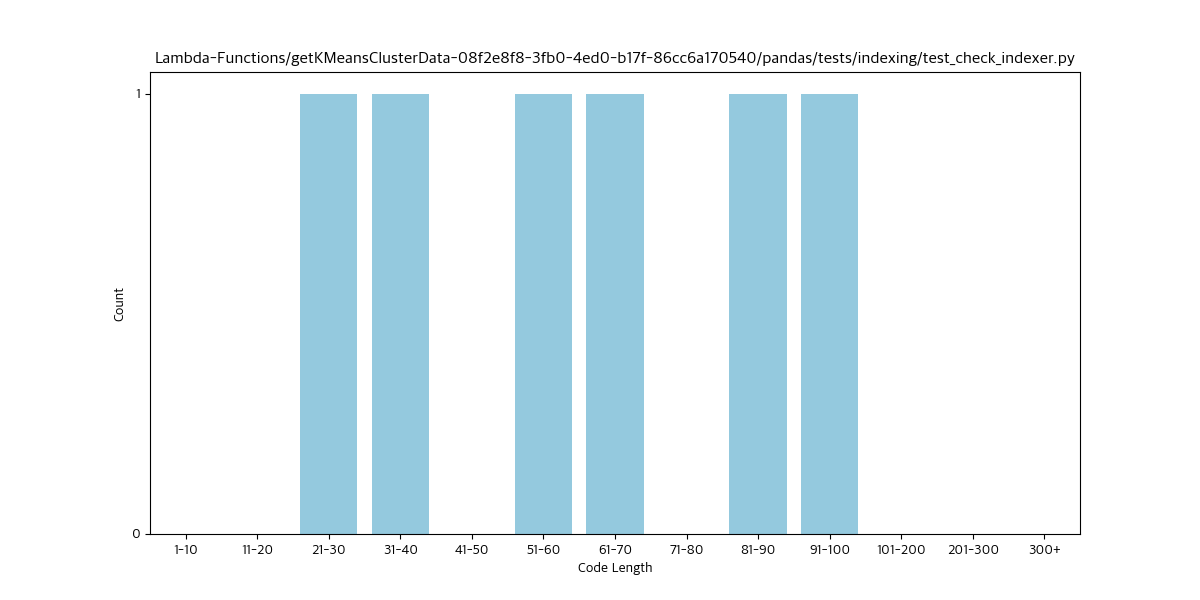 Lambda-Functions/getKMeansClusterData-08f2e8f8-3fb0-4ed0-b17f-86cc6a170540/pandas/tests/indexing/test_check_indexer.py
1
Count
0
1-10 11-20 21-30 31-40 41-50 51-60 61-70 71-80 81-90 91-100 101-200 201-300 300+
Code Length